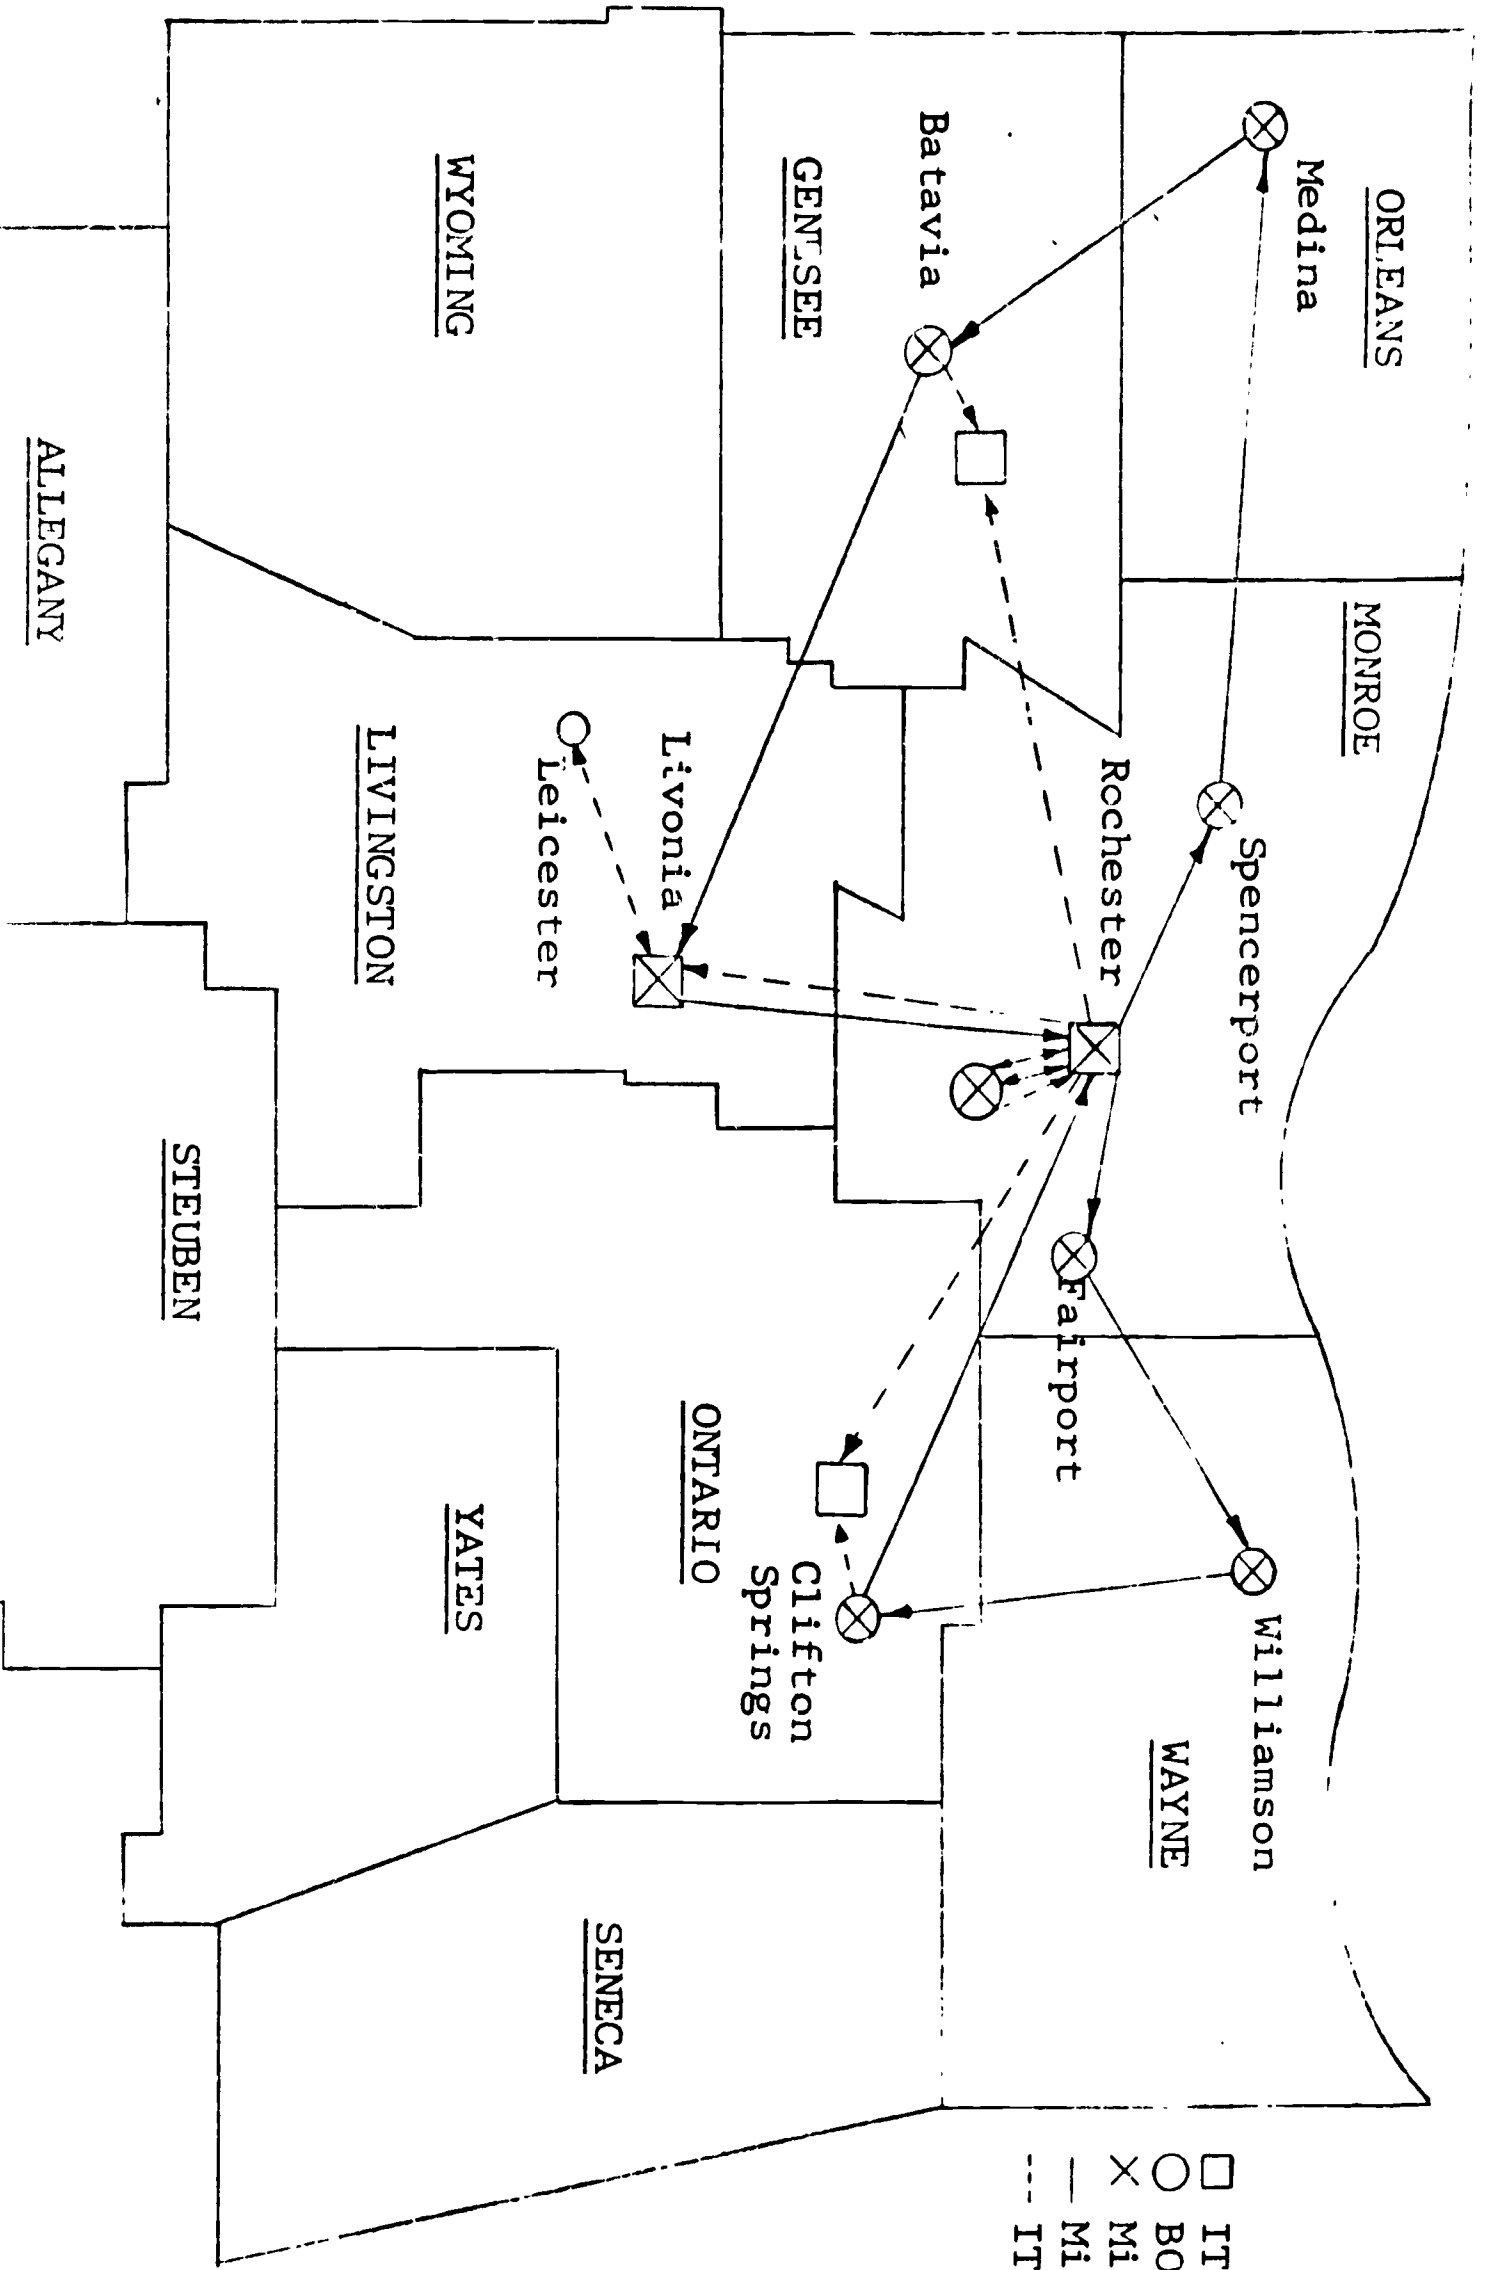 ORLEANS
Medina
MONROE
Spencerport
Williamson
WAYNE
Rochester
Fairport
Batavia
GENESEE
Clifton
Springs
ONTARIO
Livonia
Leicester
LIVINGSTON
WYOMING
YATES
SENECA
STEUBEN
ALLEGANY
IT
BO
Mi
Mi
IT